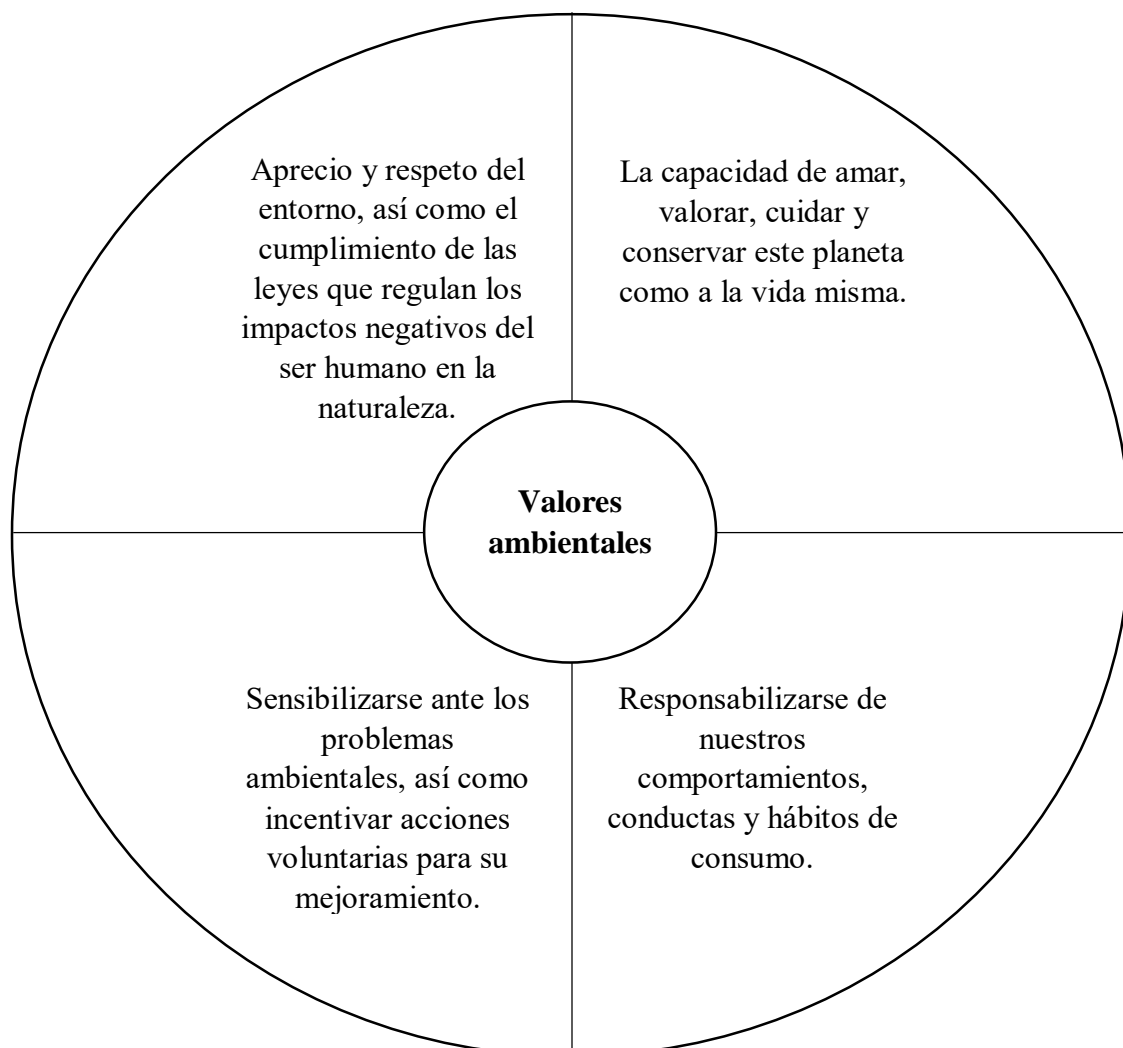 Aprecio y respeto del
entorno, así como el
cumplimiento de las
leyes que regulan los
impactos negativos del
ser humano en la
naturaleza.
La capacidad de amar,
valorar, cuidar y
conservar este planeta
como a la vida misma.
Valores
ambientales
Sensibilizarse ante los
problemas
ambientales, así como
incentivar acciones
voluntarias para su
mejoramiento.
Responsabilizarse de
nuestros
comportamientos,
conductas y hábitos de
consumo.